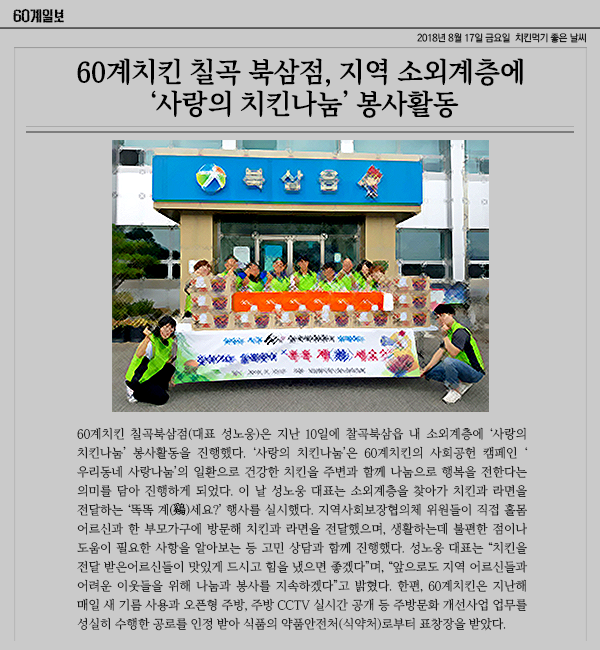 60계일보
2018년 8월 17일 금요일 치킨먹기 좋은 날씨
60계치킨 칠곡 북삼점, 지역 소외계층에
‘사랑의 치킨나눔’ 봉사활동
북삼읍
60계치킨 칠곡북삼점(대표 성노웅)은 지난 10일에 찰곡북삼읍 내 소외계층에 ‘사랑의
치킨나눔’ 봉사활동을 진행했다. ‘사랑의 치킨나눔’은 60계치킨의 사회공헌 캠페인 ‘
우리동네 사랑나눔’의 일환으로 건강한 치킨을 주변과 함께 나눔으로 행복을 전한다는
의미를 담아 진행하게 되었다. 이 날 성노웅 대표는 소외계층을 찾아가 치킨과 라면을
전달하는 ‘똑똑 계(鷄)세요?’ 행사를 실시했다. 지역사회보장협의체 위원들이 직접 홀몸
어르신과 한 부모가구에 방문해 치킨과 라면을 전달했으며, 생활하는데 불편한 점이나
도움이 필요한 사항을 알아보는 등 고민 상담과 함께 진행했다. 성노웅 대표는 “치킨을
전달 받은어르신들이 맛있게 드시고 힘을 냈으면 좋겠다”며, “앞으로도 지역 어르신들과
어려운 이웃들을 위해 나눔과 봉사를 지속하겠다”고 밝혔다. 한편, 60계치킨은 지난해
매일 새 기름 사용과 오픈형 주방, 주방 CCTV 실시간 공개 등 주방문화 개선사업 업무를
성실히 수행한 공로를 인정 받아 식품의 약품안전처(식약처)로부터 표창장을 받았다.